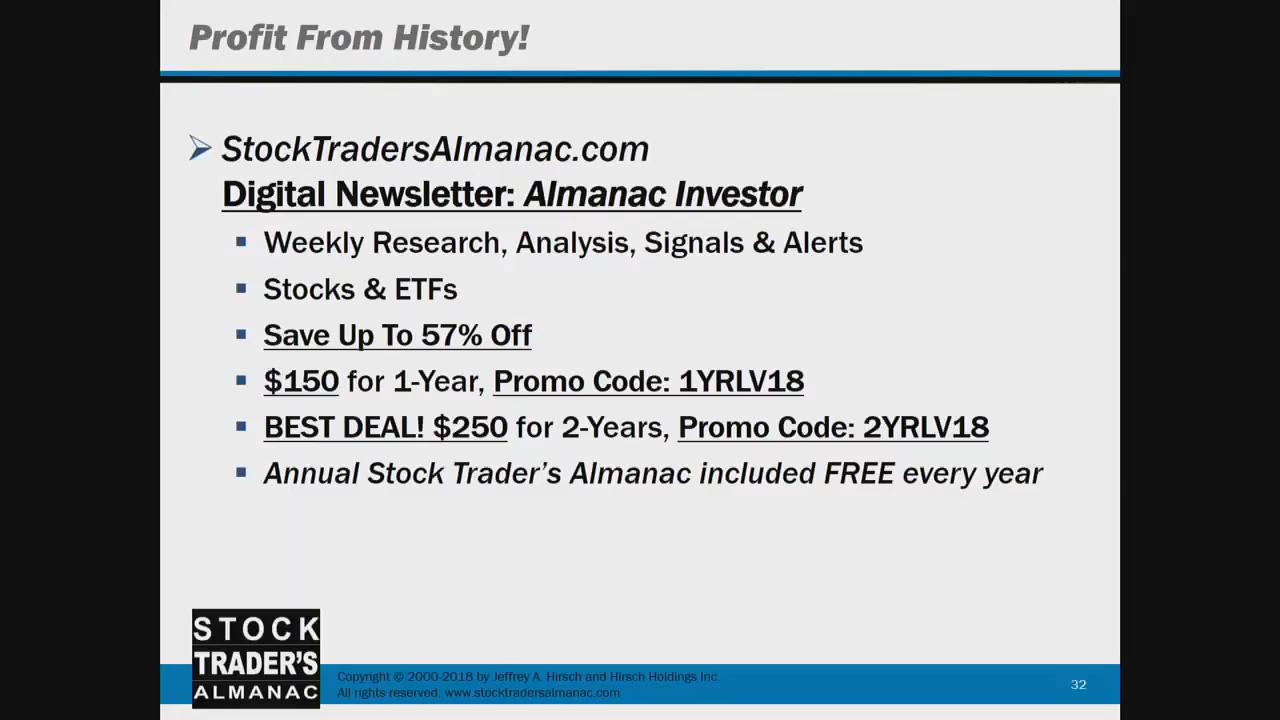 Profit From History!
StockTradersAlmanac.com
Digital Newsletter: Almanac Investor
Weekly Research, Analysis, Signals & Alerts
Stocks & ETFs
Save Up To 57% Off
$150 for 1-Year, Promo Code: 1YRLV18
BEST DEAL! $250 for 2-Years, Promo Code: 2YRLV18
Annual Stock Trader's Almanac included FREE every year
STOCK
TRADER'S
ALMANAC
Copyright © 2000-2018 by Jeffrey A. Hirsch and Hirsch Holdings Inc.
All rights reserved. www.stocktradersalmanac.com
32